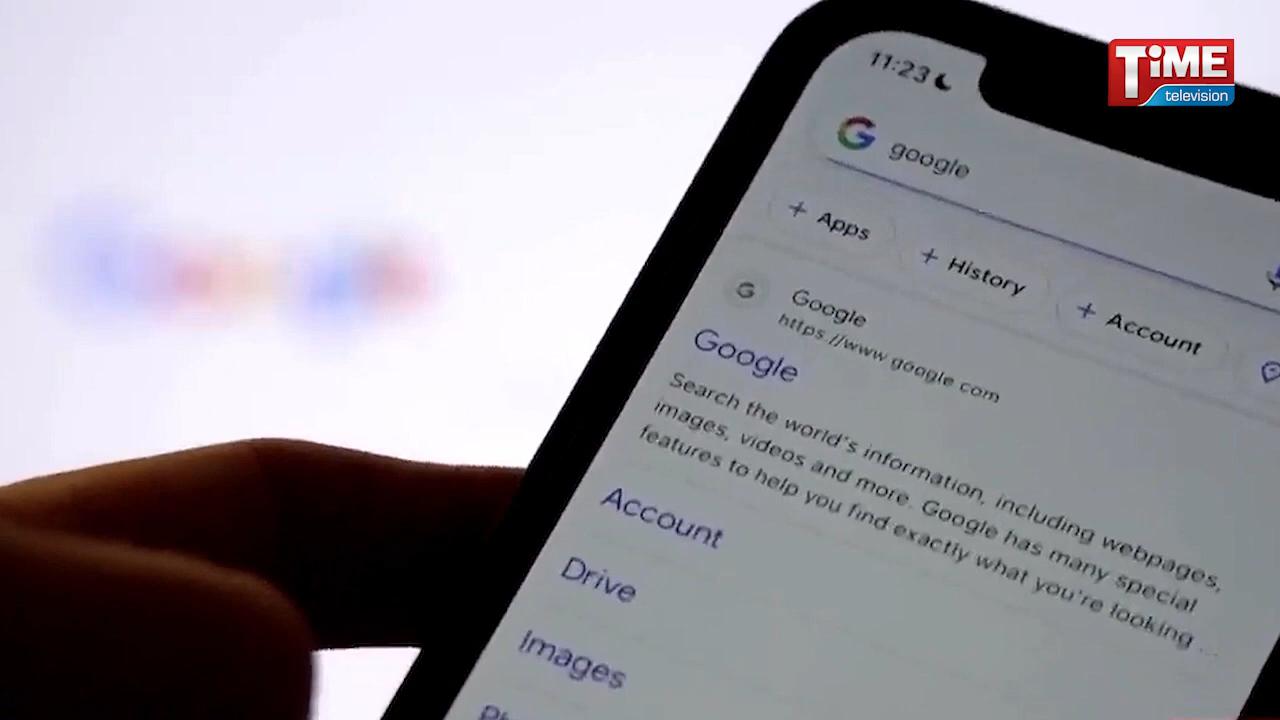 TiME
television
11:23
google
+ Apps
+ History
+ Account
G
Google
https://www.google.com
Google
Search the world's information, including webpages,
images, videos and more. Google has many special
features to help you find exactly what you're looking ...
Account
Drive
Images